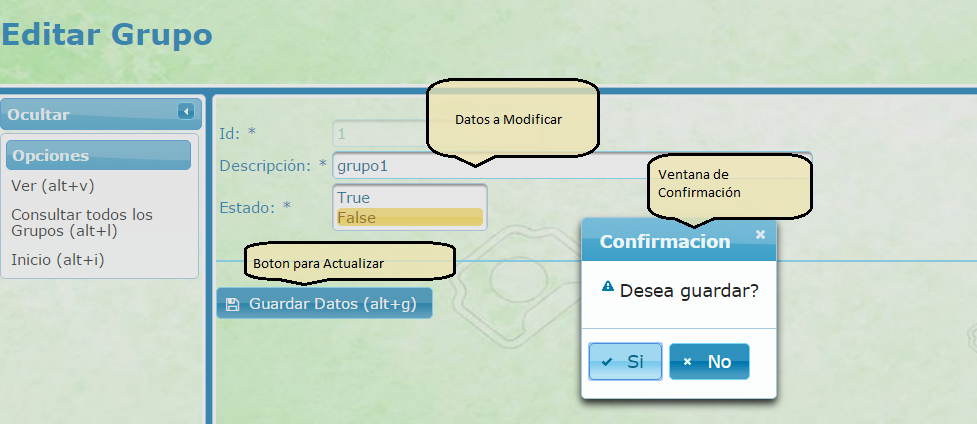 Editar Grupo
Ocultar
Opciones
Ver (alt+v)
Consultar todos los
Grupos (alt+l)
Inicio (alt+i)
Datos a Modificar
Id: * 1
Descripción: * grupo1
Estado: * True
False
Boton para Actualizar
Guardar Datos (alt+g)
Ventana de
Confirmación
Confirmacion
Desea guardar?
Si No